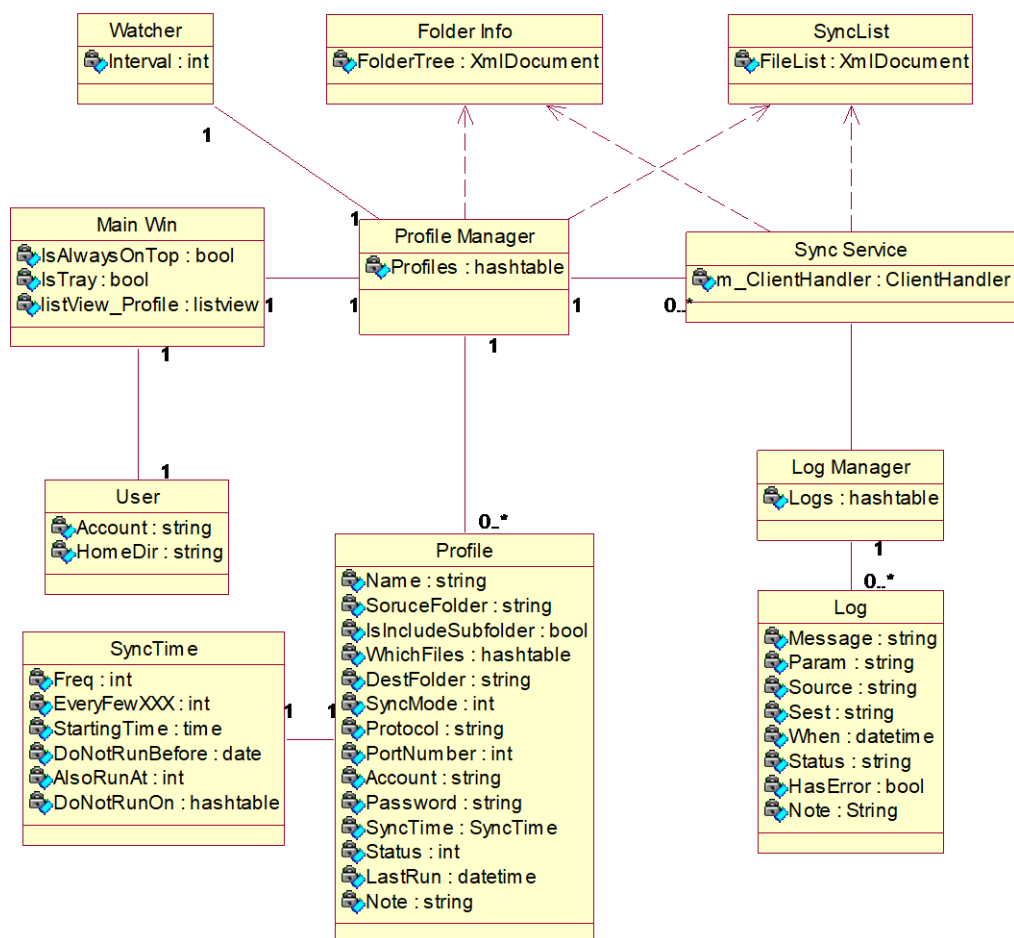 Watcher
Interval : int
Folder Info
FolderTree : XmlDocument
SyncList
FileList : XmlDocument
1
1
Main Win
IsAlwaysOnTop : bool
IsTray : bool
listView_Profile : listview
Profile Manager
Profiles : hashtable
Sync Service
m_ClientHandler : ClientHandler
1
1
1
0..*
1
1
1
User
Account : string
HomeDir : string
Log Manager
Logs : hashtable
0..*
1
0..*
Profile
Name : string
SoruceFolder : string
IsIncludeSubfolder : bool
WhichFiles : hashtable
DestFolder : string
SyncMode : int
Protocol : string
PortNumber : int
Account : string
Password : string
SyncTime : SyncTime
Status : int
LastRun : datetime
Note : string
Log
Message : string
Param : string
Source : string
Sest : string
When : datetime
Status : string
HasError : bool
Note : String
SyncTime
Freq : int
EveryFewXXX : int
StartingTime : time
DoNotRunBefore : date
AlsoRunAt : int
DoNotRunOn : hashtable
1
1